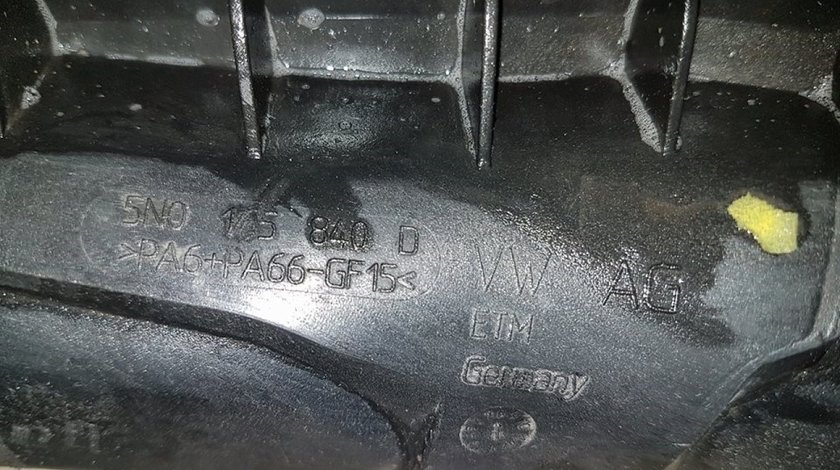 5N0 145 840 D
>PA6+PA66-GF15<
VW AG
ETM
Germany